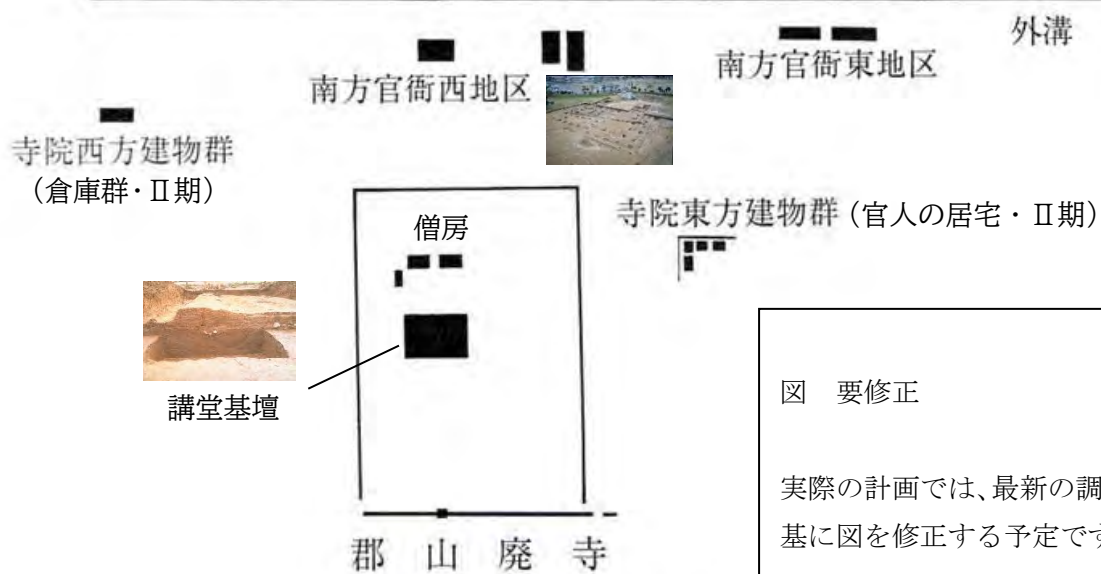 外溝
南方官衙西地区
南方官衙東地区
寺院西方建物群
（倉庫群・Ⅱ期）
寺院東方建物群（官人の居宅・Ⅱ期）
僧房
講堂基壇
郡山廃寺
図　要修正
実際の計画では、最新の調
基に図を修正する予定です